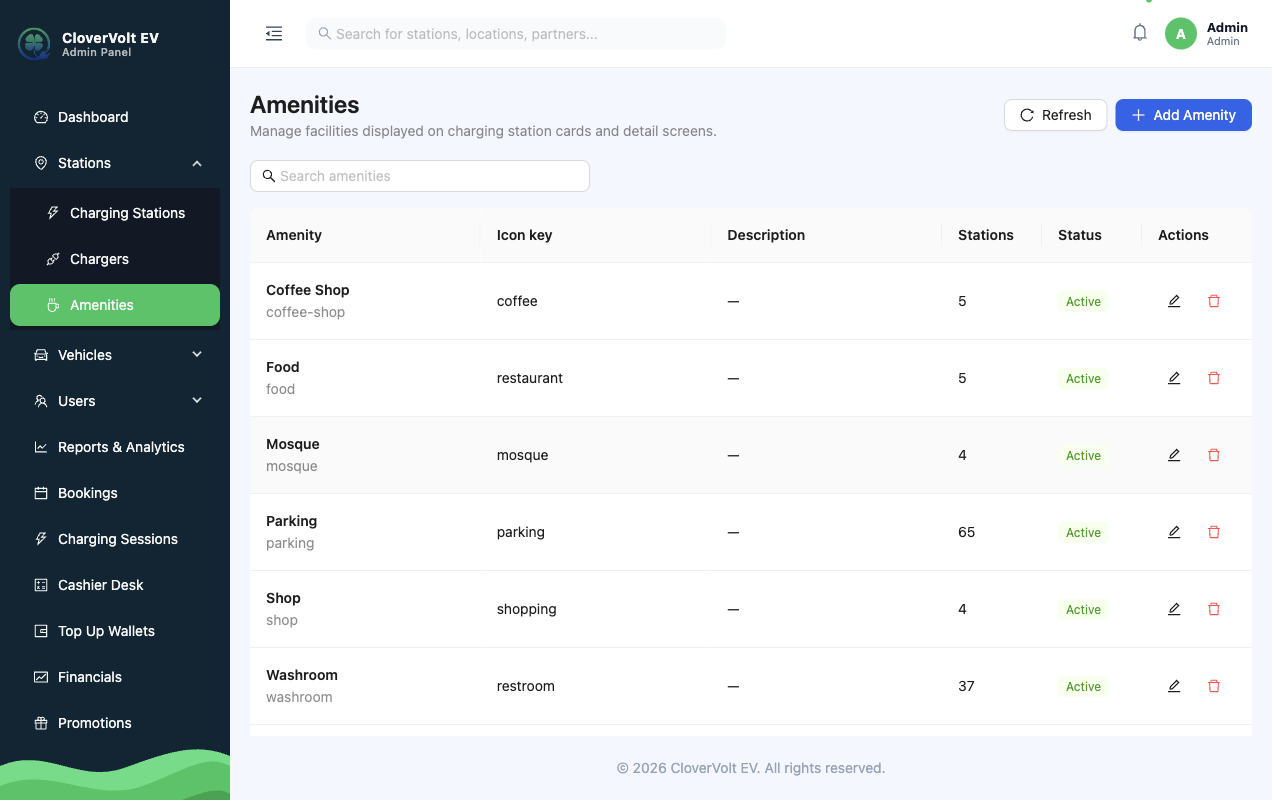 CloverVolt EV
Admin Panel
Search for stations, locations, partners...
A
Admin
Admin
Dashboard
Stations
Charging Stations
Chargers
Amenities
Vehicles
Users
Reports & Analytics
Bookings
Charging Sessions
Cashier Desk
Top Up Wallets
Financials
Promotions
Amenities
Manage facilities displayed on charging station cards and detail screens.
Refresh
Add Amenity
Search amenities
Amenity Icon key Description Stations Status Actions
Coffee Shop
coffee-shop
coffee — 5 Active
Food
food
restaurant — 5 Active
Mosque
mosque
mosque — 4 Active
Parking
parking
parking — 65 Active
Shop
shop
shopping — 4 Active
Washroom
washroom
restroom — 37 Active
© 2026 CloverVolt EV. All rights reserved.